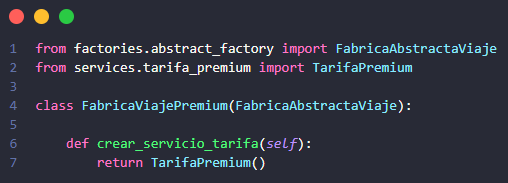 1 from factories.abstract_factory import FabricaAbstractaViaje
2 from services.tarifa_premium import TarifaPremium
3
4 class FabricaViajePremium(FabricaAbstractaViaje):
5
6     def crear_servicio_tarifa(self):
7         return TarifaPremium()